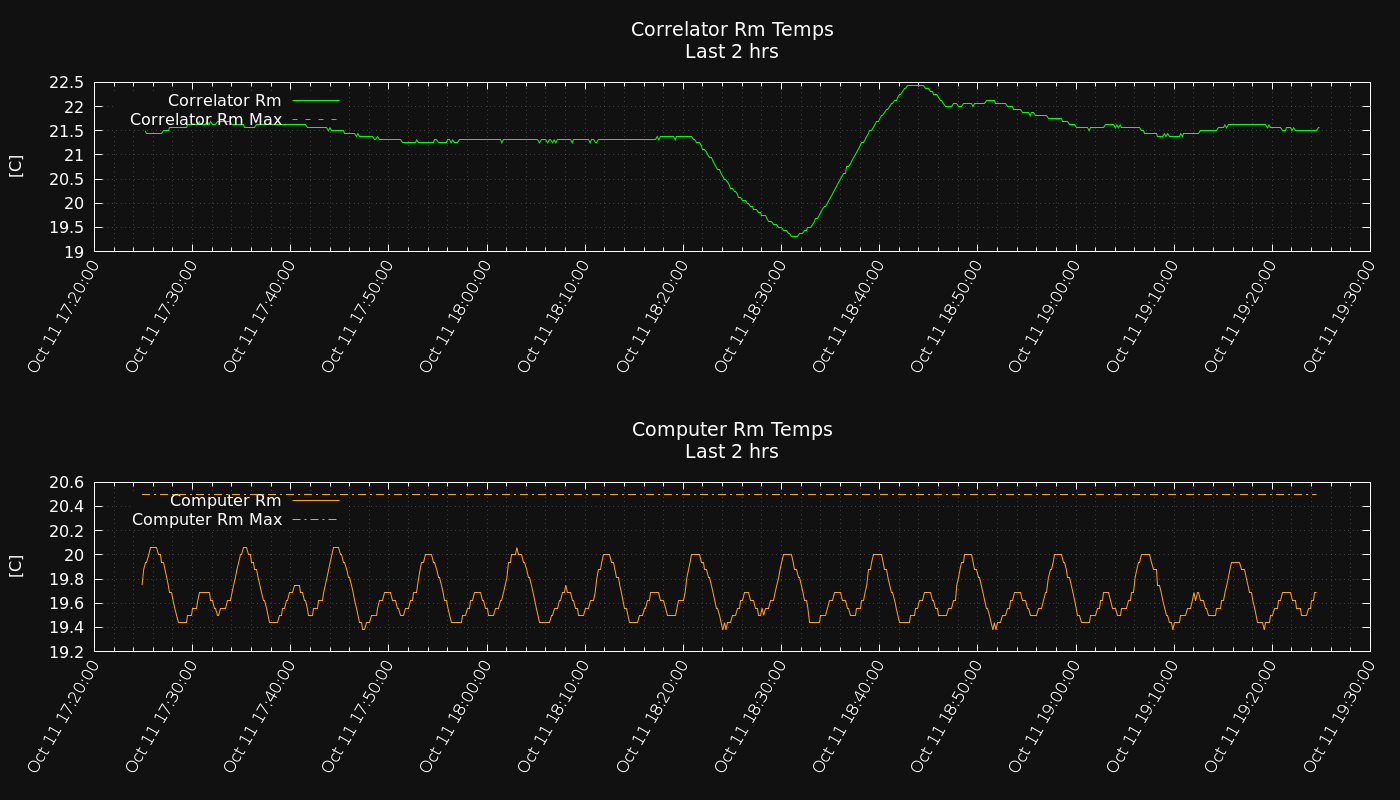 Correlator Rm Temps
Last 2 hrs
[C]
22.5
22
21.5
21
20.5
20
19.5
19
Correlator Rm
Correlator Rm Max
Oct 11 17:20:00
Oct 11 17:30:00
Oct 11 17:40:00
Oct 11 17:50:00
Oct 11 18:00:00
Oct 11 18:10:00
Oct 11 18:20:00
Oct 11 18:30:00
Oct 11 18:40:00
Oct 11 18:50:00
Oct 11 19:00:00
Oct 11 19:10:00
Oct 11 19:20:00
Oct 11 19:30:00
Computer Rm Temps
Last 2 hrs
[C]
20.6
20.4
20.2
20
19.8
19.6
19.4
19.2
Computer Rm
Computer Rm Max
Oct 11 17:20:00
Oct 11 17:30:00
Oct 11 17:40:00
Oct 11 17:50:00
Oct 11 18:00:00
Oct 11 18:10:00
Oct 11 18:20:00
Oct 11 18:30:00
Oct 11 18:40:00
Oct 11 18:50:00
Oct 11 19:00:00
Oct 11 19:10:00
Oct 11 19:20:00
Oct 11 19:30:00